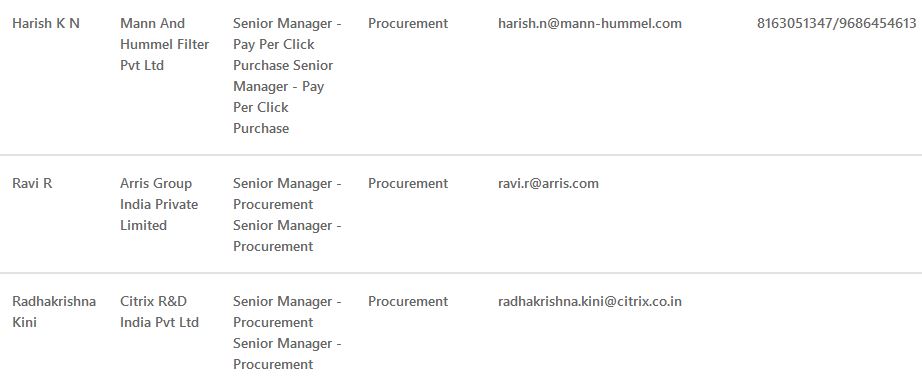 Harish K N
Mann And
Hummel Filter
Pvt Ltd
Senior Manager -
Pay Per Click
Purchase Senior
Manager - Pay
Per Click
Purchase
Procurement
harish.n@mann-hummel.com
8163051347/9686454613
Ravi R
Arris Group
India Private
Limited
Senior Manager -
Procurement
Senior Manager -
Procurement
Procurement
ravi.r@arris.com
Radhakrishna
Kini
Citrix R&D
India Pvt Ltd
Senior Manager -
Procurement
Senior Manager -
Procurement
Procurement
radhakrishna.kini@citrix.co.in